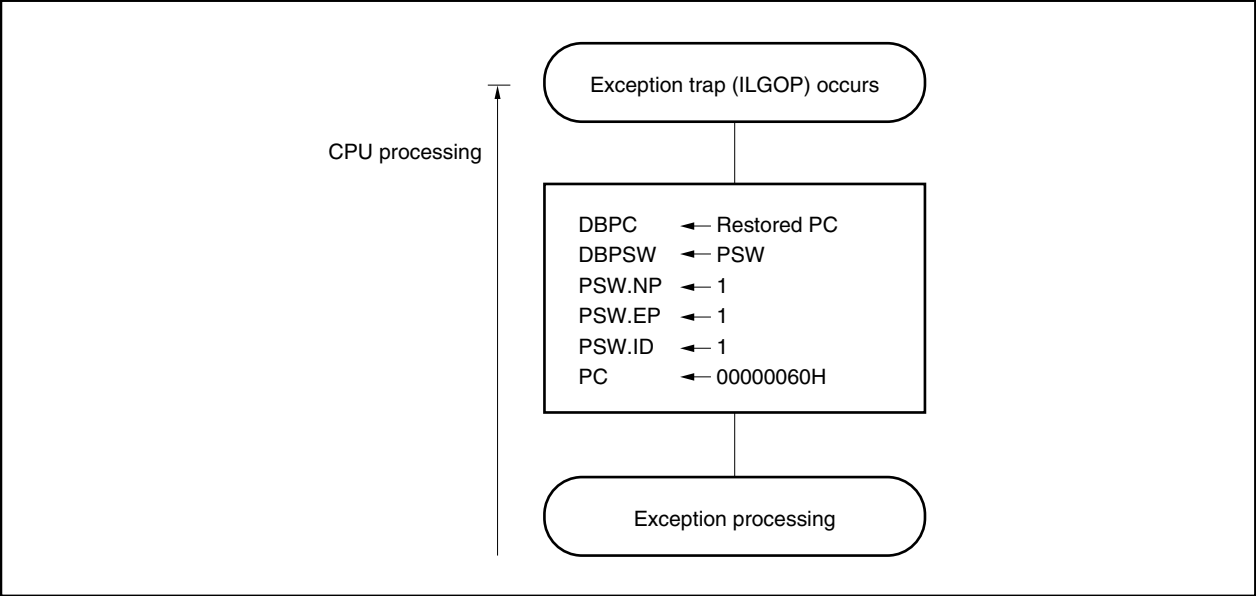 Exception trap (ILGOP) occurs
CPU processing
DBPC ← Restored PC
DBPSW ← PSW
PSW.NP ← 1
PSW.EP ← 1
PSW.ID ← 1
PC ← 00000060H
Exception processing